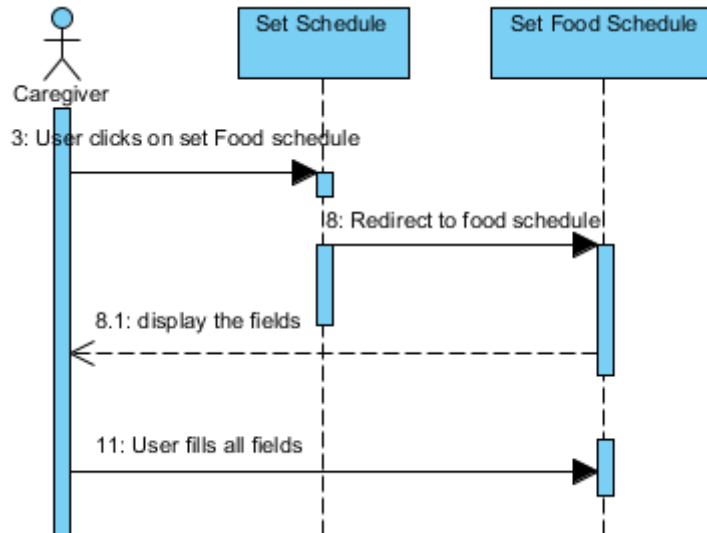 Set Schedule
Set Food Schedule
Caregiver
3: User clicks on set Food schedule
8: Redirect to food schedule
8.1: display the fields
11: User fills all fields